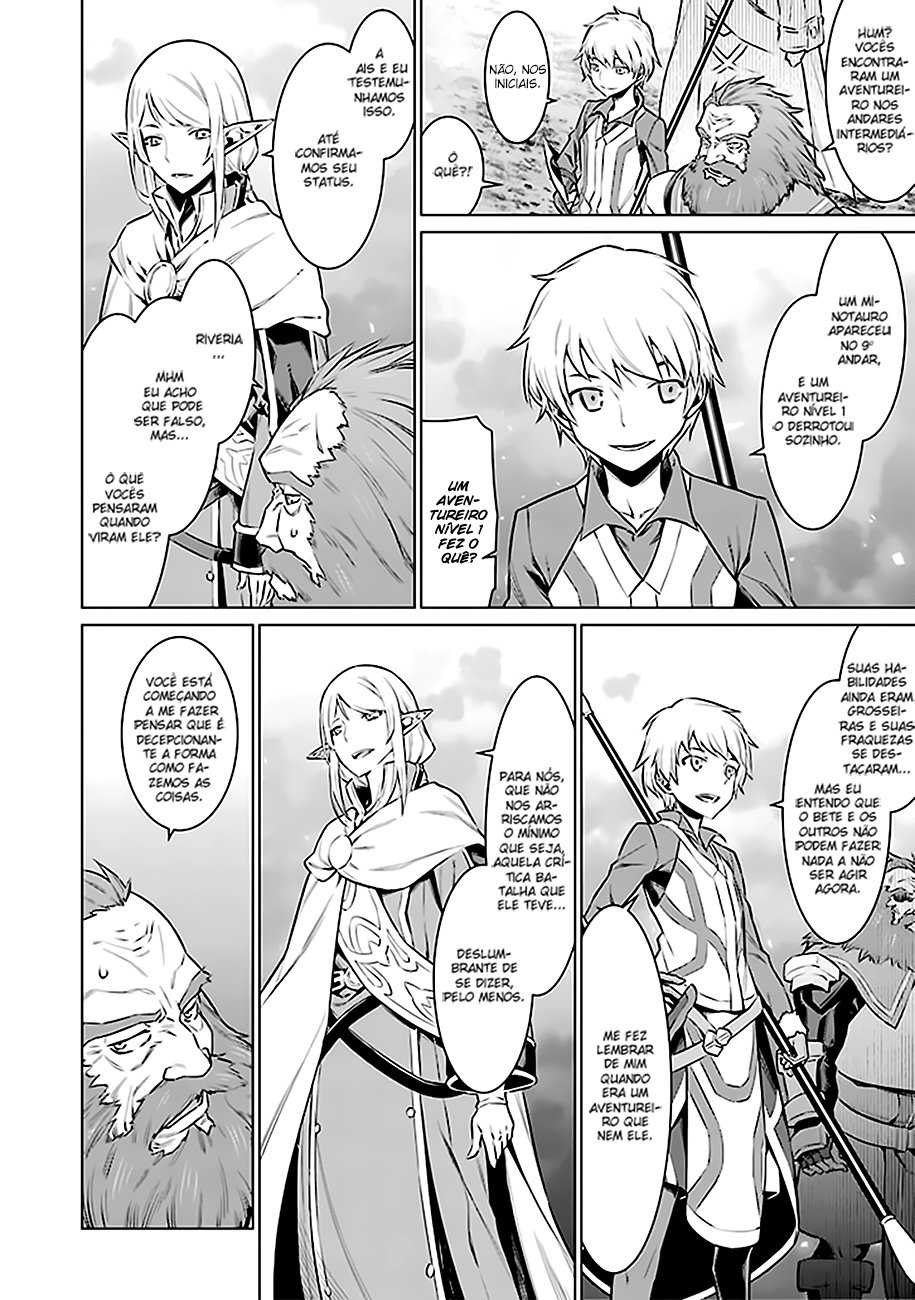 HUM?
VOCÊS
ENCONTRA-
RAM UM
AVENTUREI-
RO NOS
ANDARES
INTERMEDIÁ-
RIOS?
NÃO, NOS
INICIAIS.
Ô
QUÊ?!
A
AIS E EU
TESTEMU-
NHAMOS
ISSO.
ATÉ
CONFIRMA-
MOS SEU
STATUS.
UM MI-
NOTAURO
APARECEU
NO 9º
ANDAR,
E UM
AVENTUREI-
RO NÍVEL 1
O DERROTOU
SOZINHO.
UM
AVEN-
TUREIRO
NÍVEL 1
FEZ O
QUÊ?
RIVERIA
...
MHM
EU ACHO
QUE PODE
SER FALSO,
MAS...
O QUE
VOCÊS
PENSARAM
QUANDO
VIRAM ELE?
SUAS HA-
BILIDADES
AINDA ERAM
GROSSEI-
RAS E SUAS
FRAQUEZAS
SE DES-
TACARAM...
MAS EU
ENTENDO QUE
O BETE E OS
OUTROS NÃO
PODEM FAZER
NADA A NÃO
SER AGIR
AGORA.
ME FEZ
LEMBRAR
DE MIM
QUANDO
ERA UM
AVENTUREI-
RO QUE
NEM ELE.
PARA NÓS,
QUE NÃO
NOS AR-
RISCAMOS
O MÍNIMO
QUE SEJA,
AQUELA CRÍ-
TICA BA-
TALHA QUE
ELE TEVE...
DESLUM-
BRANTE DE
SE DIZER,
PELO MENOS.
VOCÊ ESTÁ
COMEÇANDO
A ME FAZER
PENSAR QUE É
DECEPCIONAN-
TE A FORMA
COMO FA-
ZEMOS AS
COISAS.